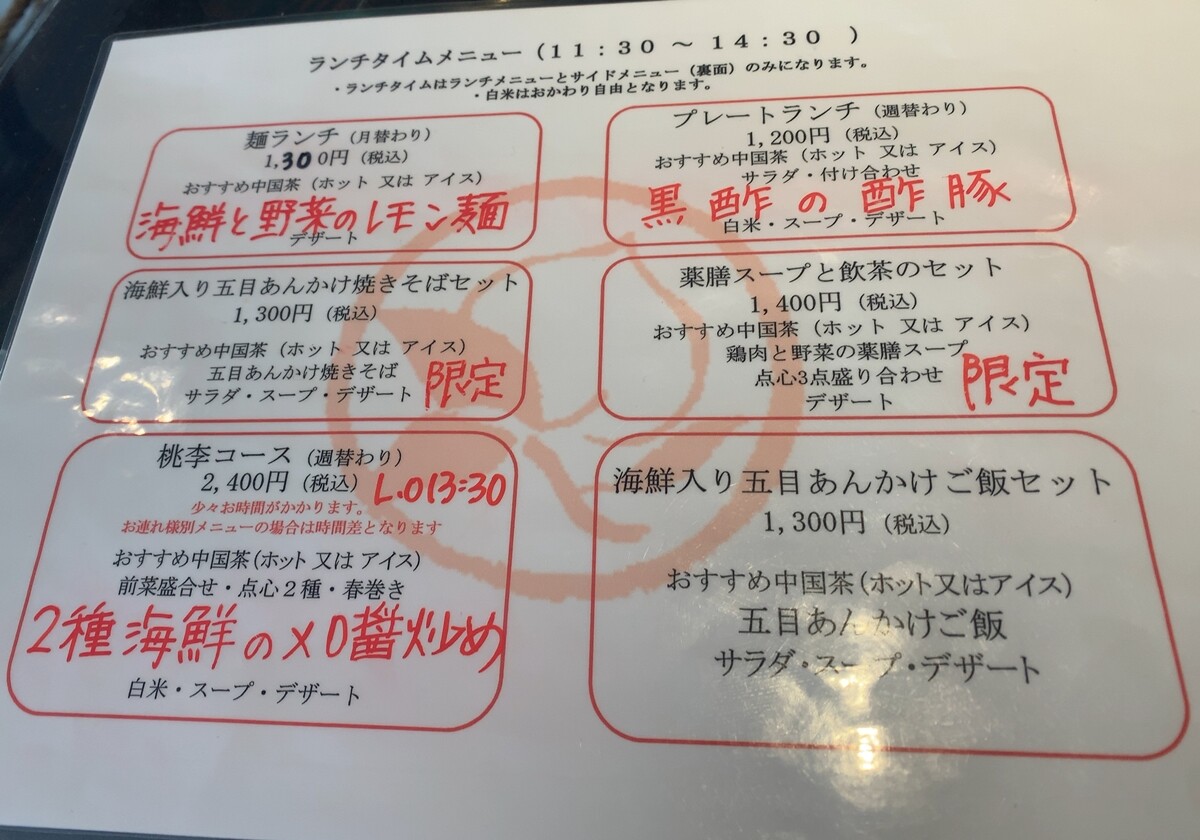 ランチタイムメニュー（１１：３０ ～ １４：３０ ）
・ランチタイムはランチメニューとサイドメニュー（裏面）のみになります。
・白米はおかわり自由となります。
麺ランチ（月替わり）
1,300円（税込）
おすすめ中国茶（ホット 又は アイス）
海鮮と野菜のレモン麺
デザート
プレートランチ（週替わり）
1,200円（税込）
おすすめ中国茶（ホット 又は アイス）
サラダ・付け合わせ
黒酢の酢豚
白米・スープ・デザート
海鮮入り五目あんかけ焼きそばセット
1,300円（税込）
おすすめ中国茶（ホット 又は アイス）
五目あんかけ焼きそば
サラダ・スープ・デザート
限定
薬膳スープと飲茶のセット
1,400円（税込）
おすすめ中国茶（ホット 又は アイス）
鶏肉と野菜の薬膳スープ
点心3点盛り合わせ
デザート
限定
桃李コース（週替わり）
2,400円（税込）
L.O13:30
少々お時間がかかります。
お連れ様別メニューの場合は時間差となります
おすすめ中国茶（ホット 又は アイス）
前菜盛合せ・点心２種・春巻き
2種海鮮のXO醤炒め
白米・スープ・デザート
海鮮入り五目あんかけご飯セット
1,300円（税込）
おすすめ中国茶（ホット又はアイス）
五目あんかけご飯
サラダ・スープ・デザート